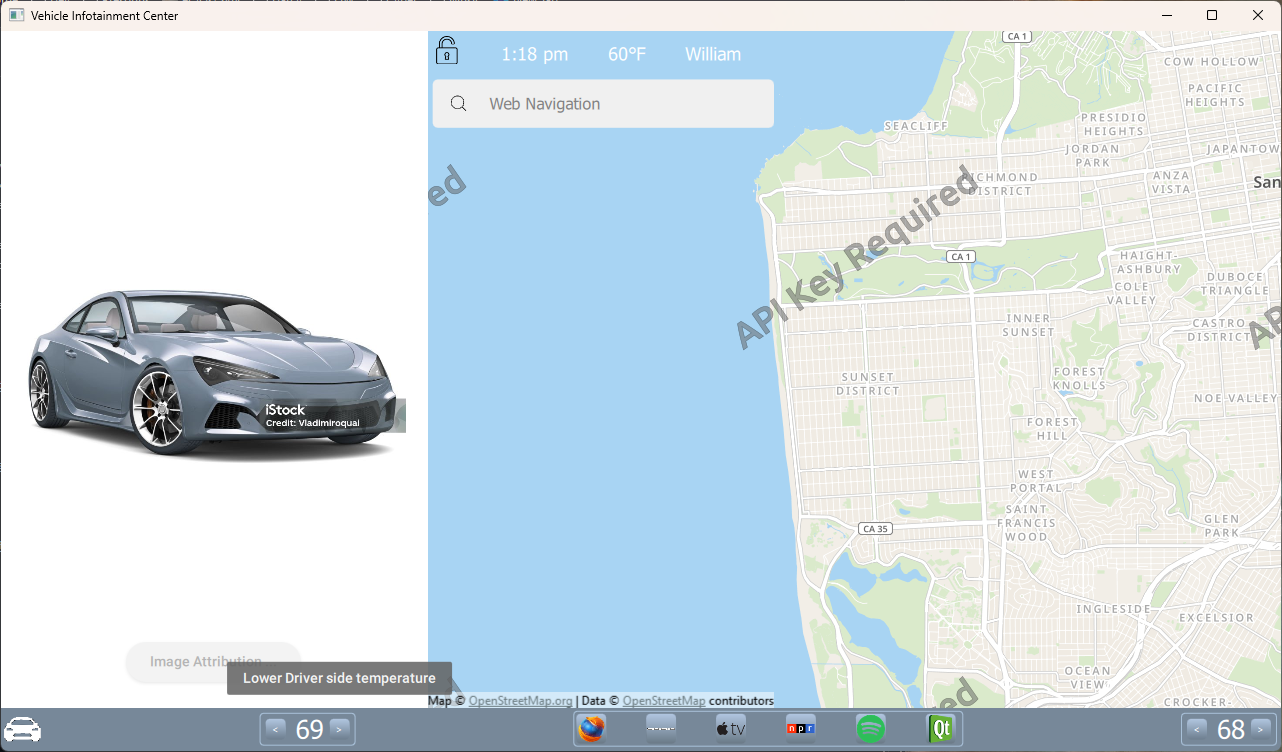 Vehicle Infotainment Center
1:18 pm 60°F William
Web Navigation
CA 1
COW HOLLOW
PACIFIC
HEIGHTS
SEACLIFF
PRESIDIO
HEIGHTS
JORDAN
PARK
JAPANTOW
ANZA
VISTA
RICHMOND
DISTRICT
San
ed
API Key Required
CA 1
HAIGHT-
ASHBURY
DUBOCE
TRIANGLE
COLE
VALLEY
INNER
SUNSET
CASTRO
DISTRICT
AP
SUNSET
DISTRICT
FOREST
KNOLLS
NOE VALLEY
iStock
Credit: Vladimiroquai
FOREST
HILL
WEST
PORTAL
SAINT
FRANCIS
WOOD
GLEN
PARK
CA 35
INGLESIDE
EXCELSIOR
Image Attribution
Lower Driver side temperature
OCEAN
VIEW
ed
CROCKER-
Map © OpenStreetMap.org | Data © OpenStreetMap contributors
< 69 >
tv
npr
Qt
< 68 >